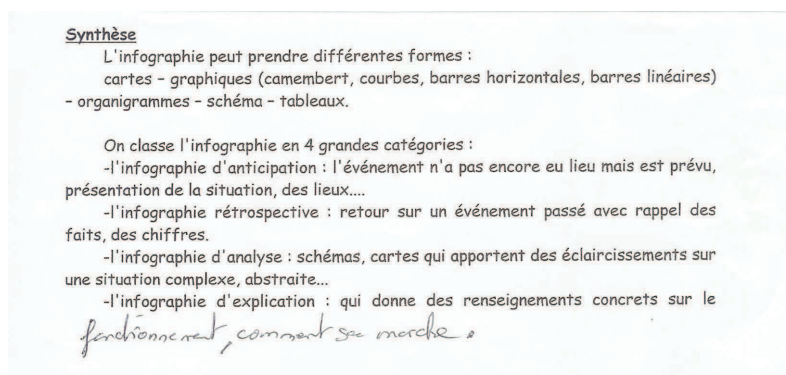 Synthèse
L'infographie peut prendre différentes formes :
cartes – graphiques (camembert, courbes, barres horizontales, barres linéaires)
– organigrammes – schéma – tableaux.
On classe l'infographie en 4 grandes catégories :
-l'infographie d'anticipation : l'événement n'a pas encore eu lieu mais est prévu,
présentation de la situation, des lieux....
-l'infographie rétrospective : retour sur un événement passé avec rappel des
faits, des chiffres.
-l'infographie d'analyse : schémas, cartes qui apportent des éclaircissements sur
une situation complexe, abstraite...
-l'infographie d'explication : qui donne des renseignements concrets sur le
fonctionnement, comment marche.